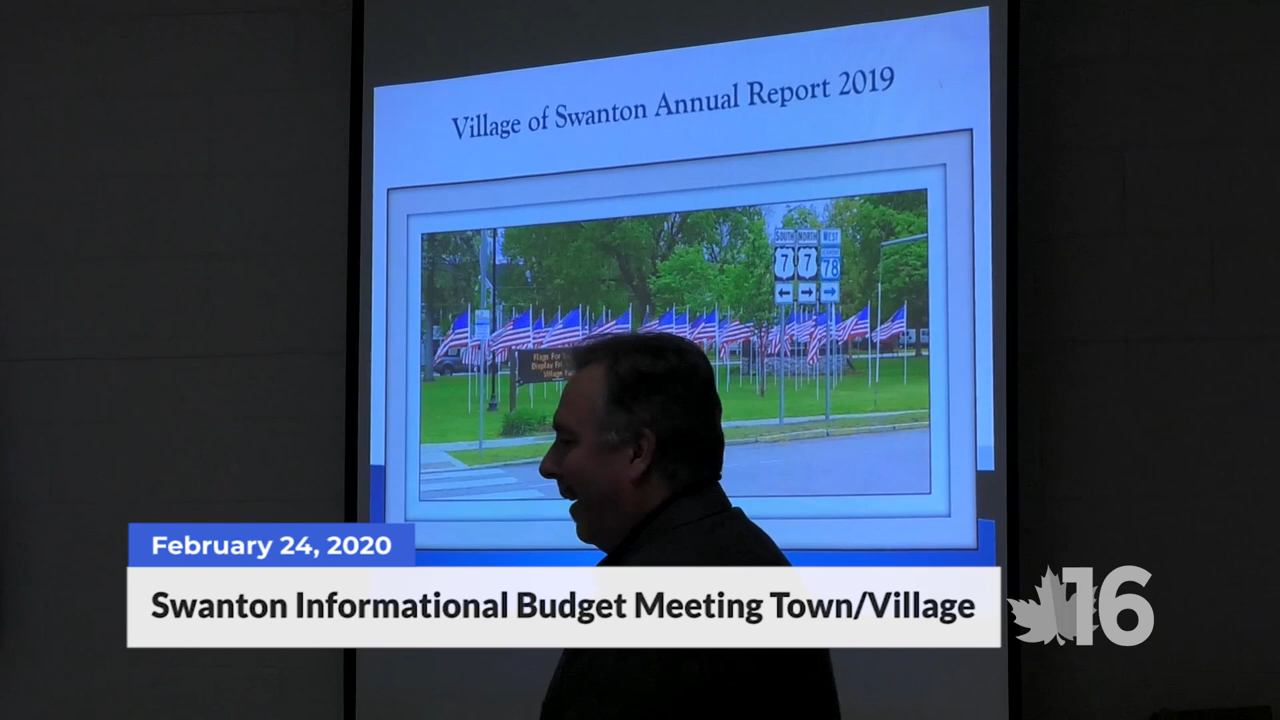 Village of Swanton Annual Report 2019
SOUTH NORTH WEST
7 7 78
Flags For
Display Fri
Village
February 24, 2020
Swanton Informational Budget Meeting Town/Village
16